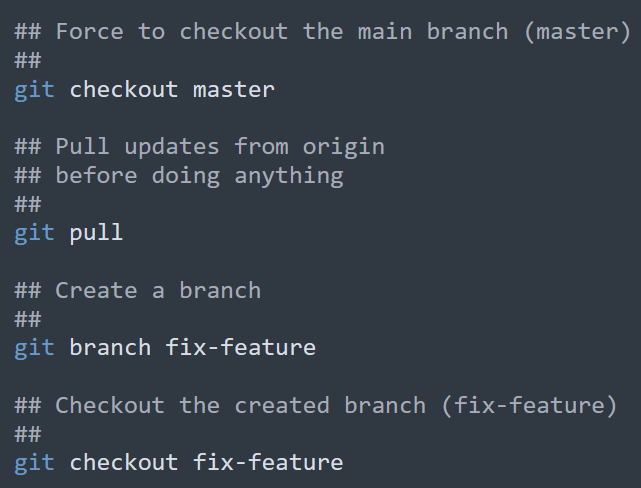 ## Force to checkout the main branch (master)
##
git checkout master
## Pull updates from origin
## before doing anything
##
git pull
## Create a branch
##
git branch fix-feature
## Checkout the created branch (fix-feature)
##
git checkout fix-feature